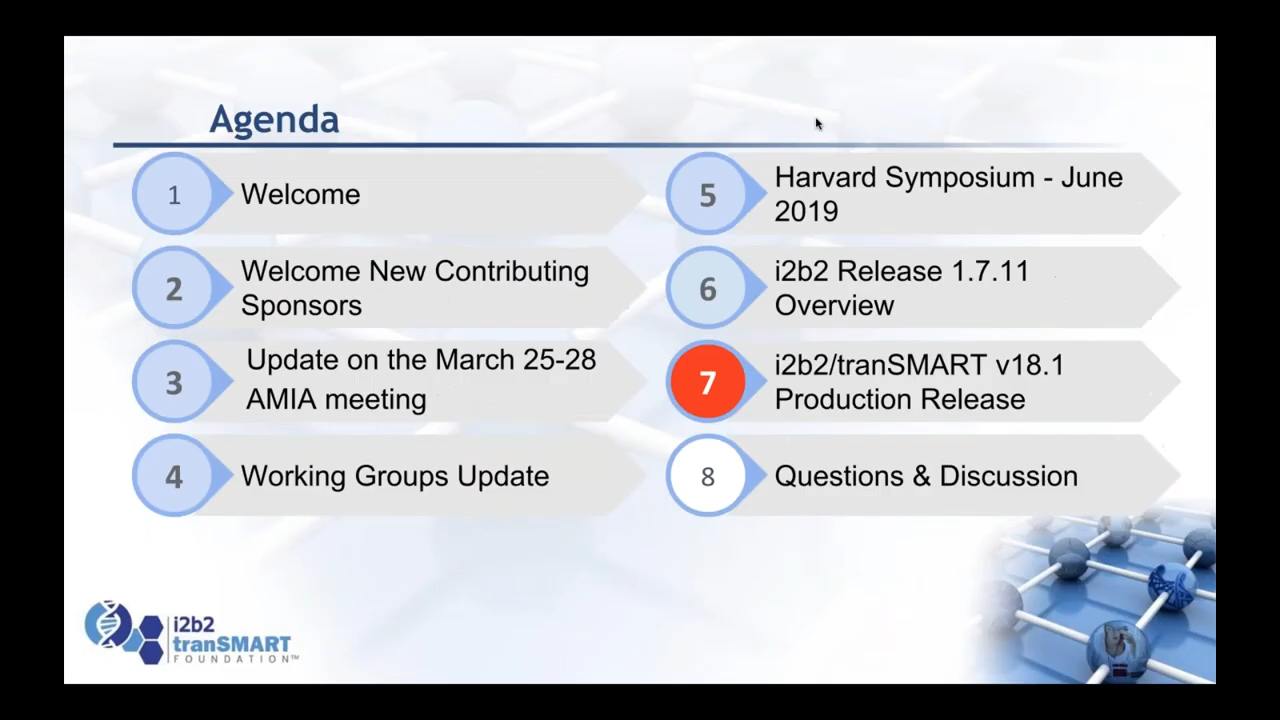 Agenda
1
Welcome
2
Welcome New Contributing
Sponsors
3
Update on the March 25-28
AMIA meeting
4
Working Groups Update
5
Harvard Symposium - June
2019
6
i2b2 Release 1.7.11
Overview
7
i2b2/tranSMART v18.1
Production Release
8
Questions & Discussion
i2b2
tranSMART
FOUNDATION™